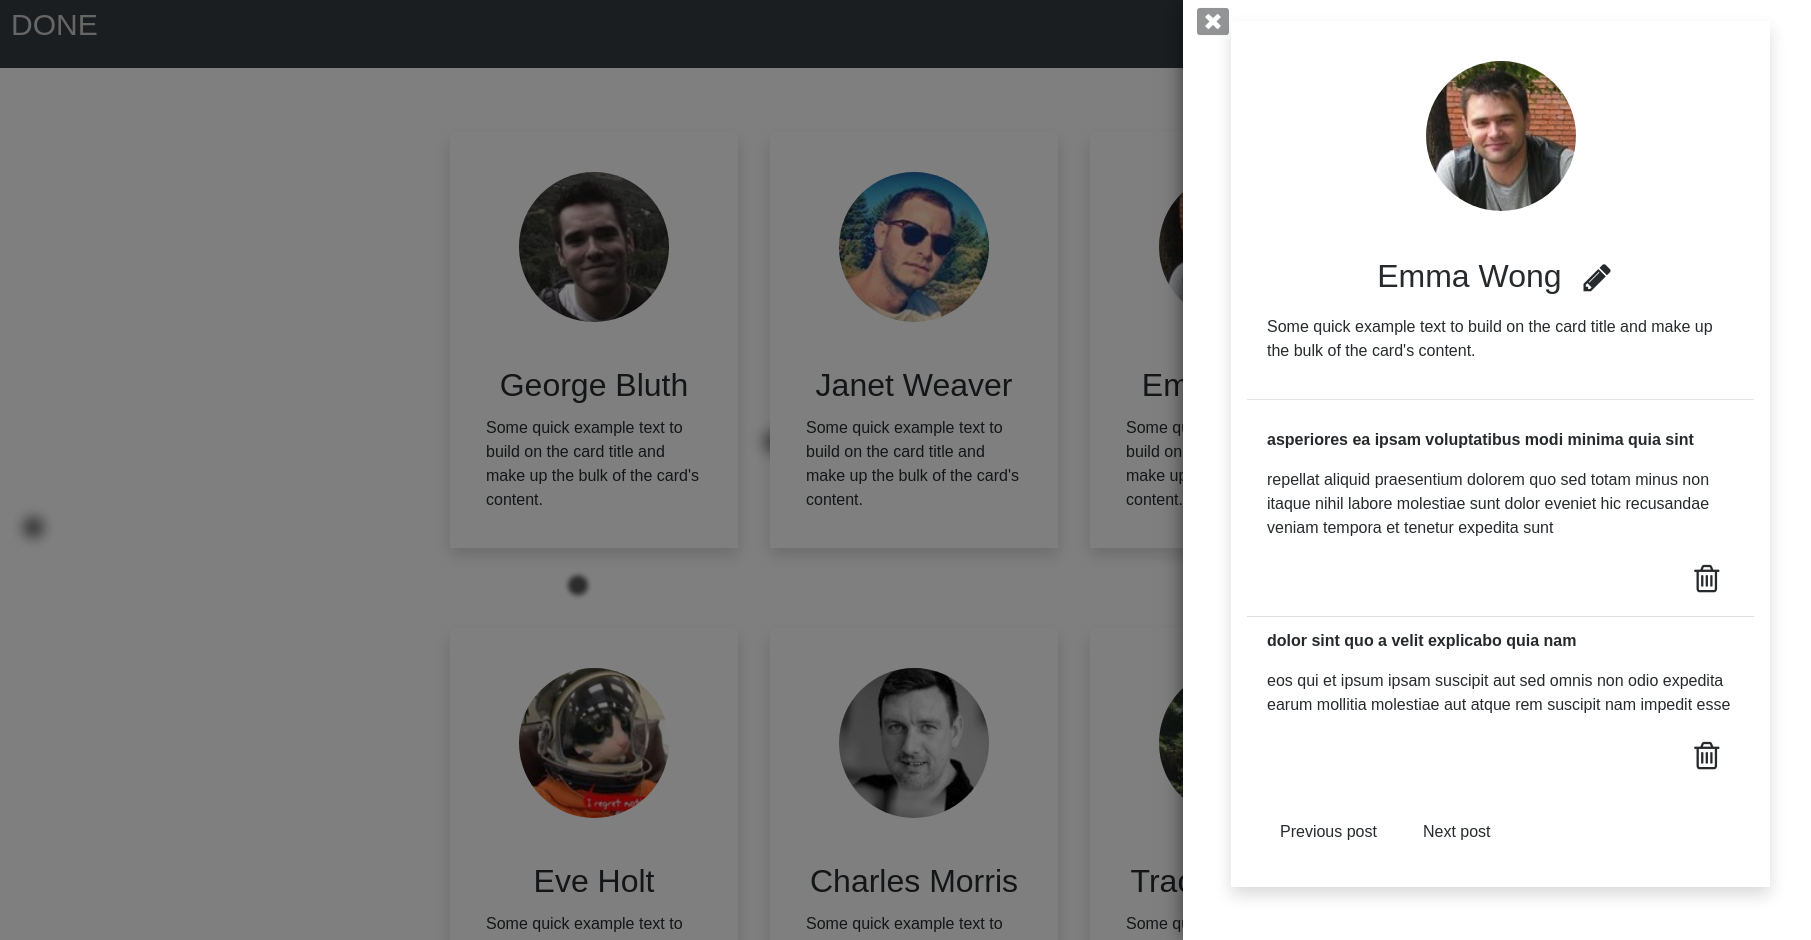 DONE
George Bluth
Some quick example text to
build on the card title and
make up the bulk of the card's
content.
Janet Weaver
Some quick example text to
build on the card title and
make up the bulk of the card's
content.
Em
Some q
build on
make up
content.
Eve Holt
Some quick example text to
Charles Morris
Some quick example text to
Trac
Some q
Emma Wong
Some quick example text to build on the card title and make up
the bulk of the card's content.
asperiores ea ipsam voluptatibus modi minima quia sint
repellat aliquid praesentium dolorem quo sed totam minus non
itaque nihil labore molestiae sunt dolor eveniet hic recusandae
veniam tempora et tenetur expedita sunt
dolor sint quo a velit explicabo quia nam
eos qui et ipsum ipsam suscipit aut sed omnis non odio expedita
earum mollitia molestiae aut atque rem suscipit nam impedit esse
Previous post Next post